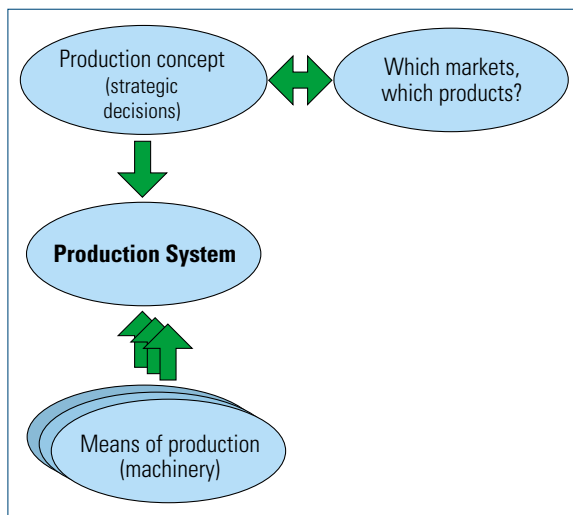 Production concept
(strategic
decisions)
Which markets,
which products?
Production System
Means of production
(machinery)